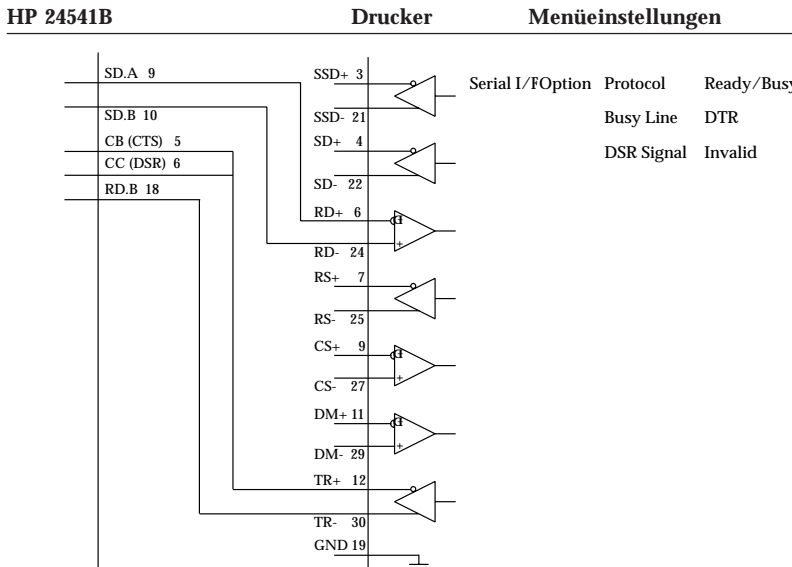 HP 24541B Drucker Menüeinstellungen
SD.A 9
SD.B 10
CB (CTS) 5
CC (DSR) 6
RD.B 18
SSD+ 3
SSD- 21
SD+ 4
SD- 22
RD+ 6
RD- 24
RS+ 7
RS- 25
CS+ 9
CS- 27
DM+ 11
DM- 29
TR+ 12
TR- 30
GND 19
+
+
+
Serial I/F Option Protocol Ready/Busy
Busy Line DTR
DSR Signal Invalid